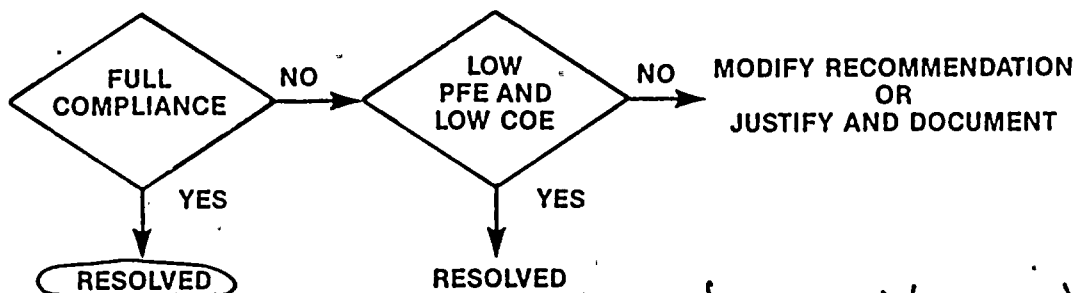 FULL
COMPLIANCE
NO
LOW
PFE AND
LOW COE
NO
MODIFY RECOMMENDATION
OR
JUSTIFY AND DOCUMENT
YES
YES
RESOLVED
RESOLVED